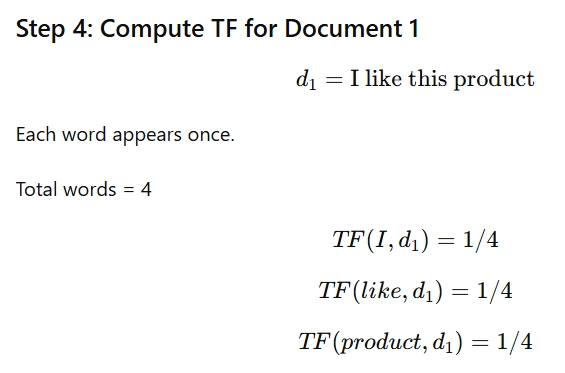 Step 4: Compute TF for Document 1
d₁ = I like this product
Each word appears once.
Total words = 4
TF(I, d₁) = 1/4
TF(like, d₁) = 1/4
TF(product, d₁) = 1/4